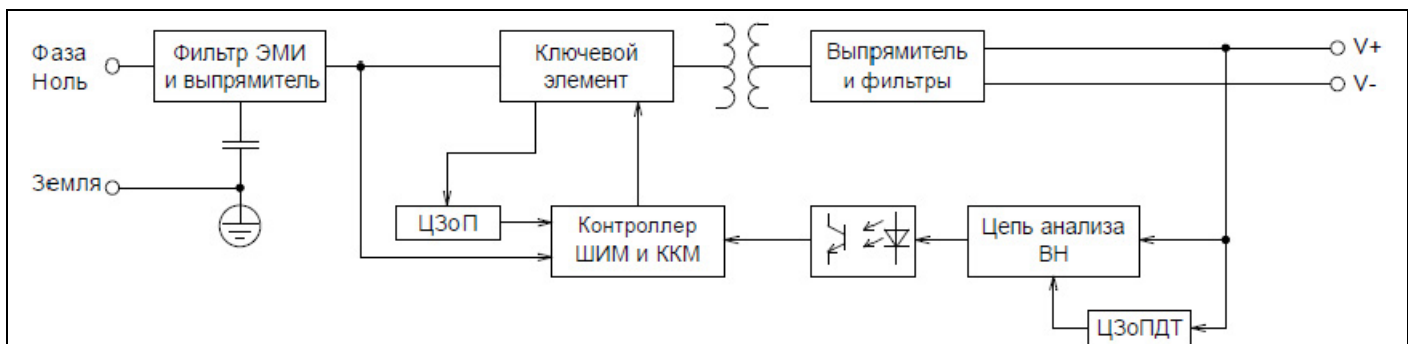 Фаза
Ноль
Фильтр ЭМИ
и выпрямитель
Ключевой
элемент
Выпрямитель
и фильтры
V+
V-
Земля
ЦЗоП
Контроллер
ШИМ и ККМ
Цепь анализа
ВН
ЦЗоПДТ